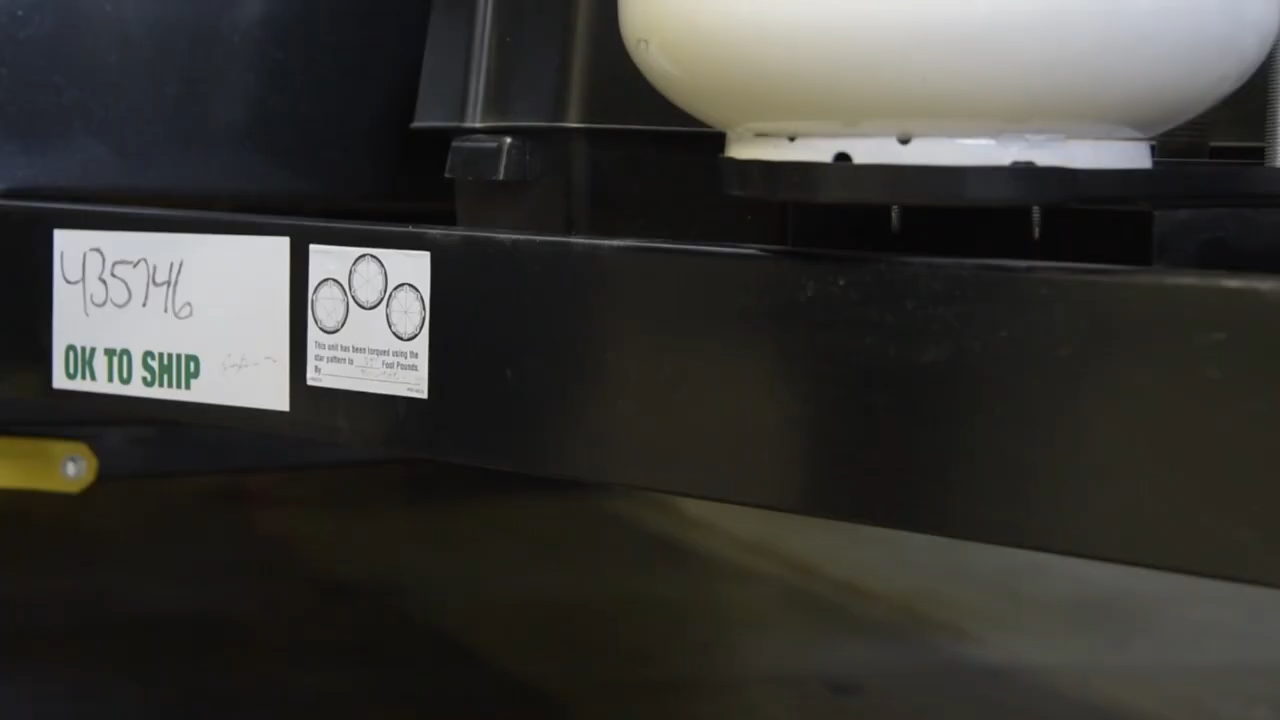 435746
OK TO SHIP
This unit has been torqued using the
star pattern to Foot Pounds.
By